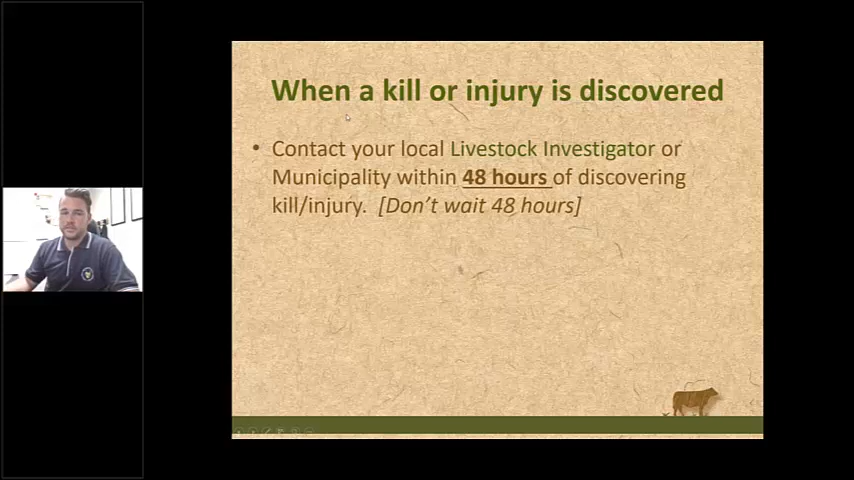 When a kill or injury is discovered
• Contact your local Livestock Investigator or
Municipality within 48 hours of discovering
kill/injury. [Don't wait 48 hours]